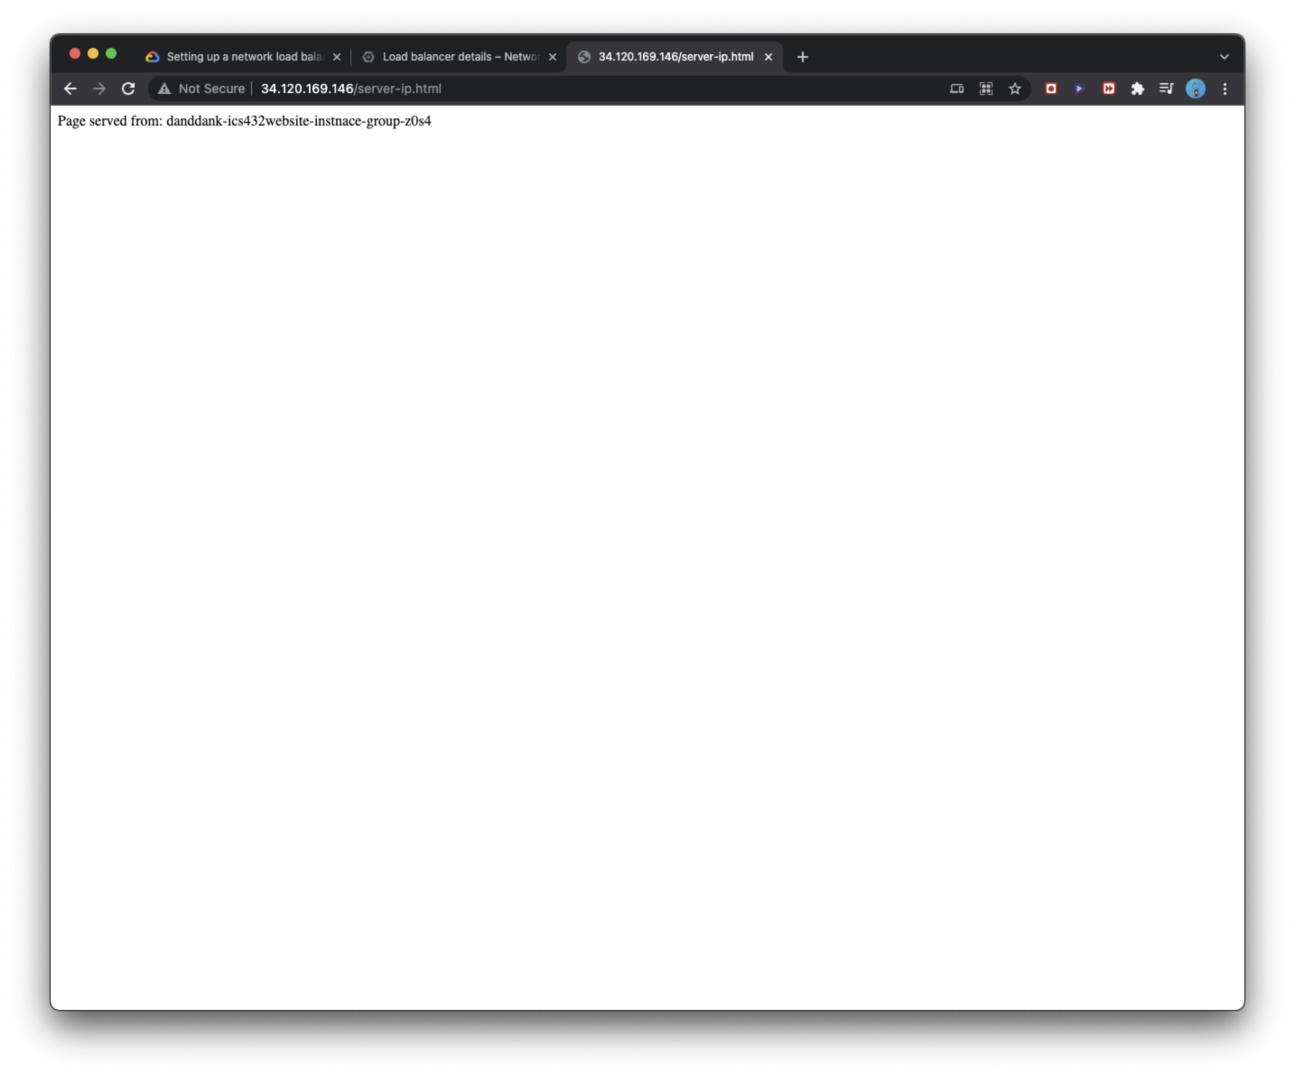 Setting up a network load bala
Load balancer details – Netwo
34.120.169.146/server-ip.html
Not Secure
34.120.169.146/server-ip.html
Page served from: danddank-ics432website-instnace-group-z0s4